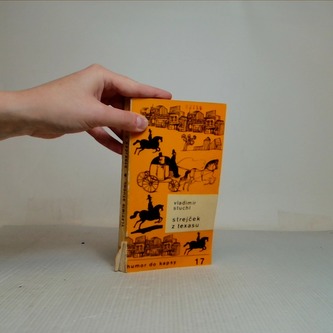 vladimír
stuchl
strejček
z texasu
humor do kapsy 17